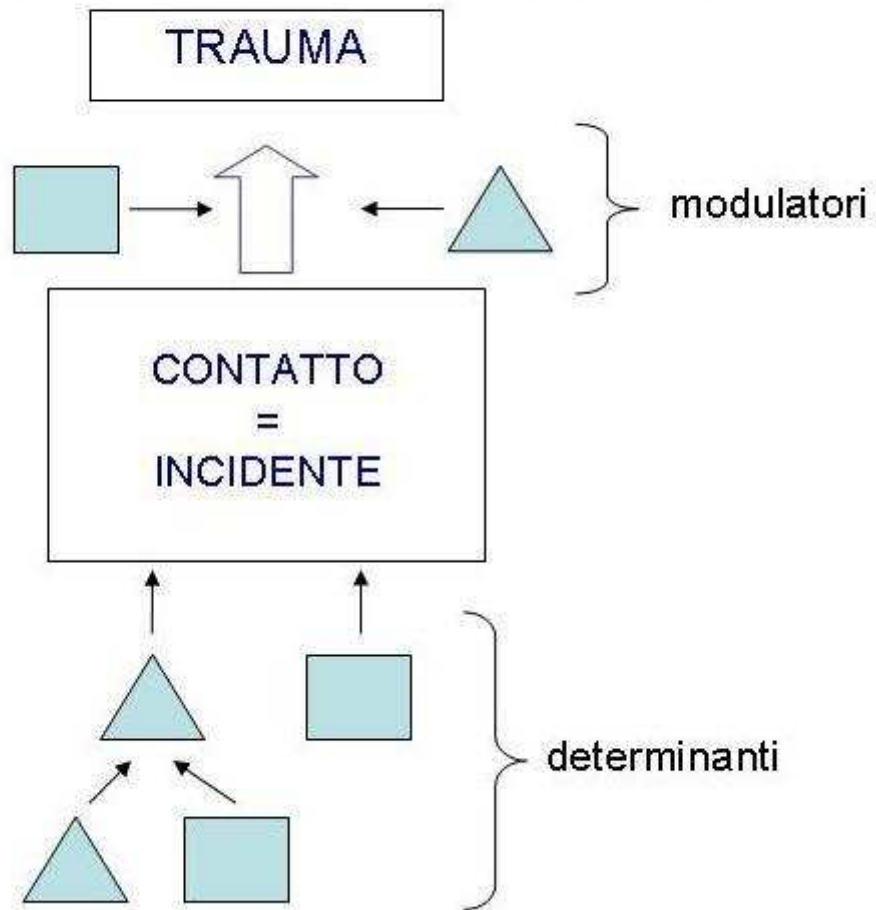 TRAUMA
modulatori
CONTATTO
=
INCIDENTE
determinanti